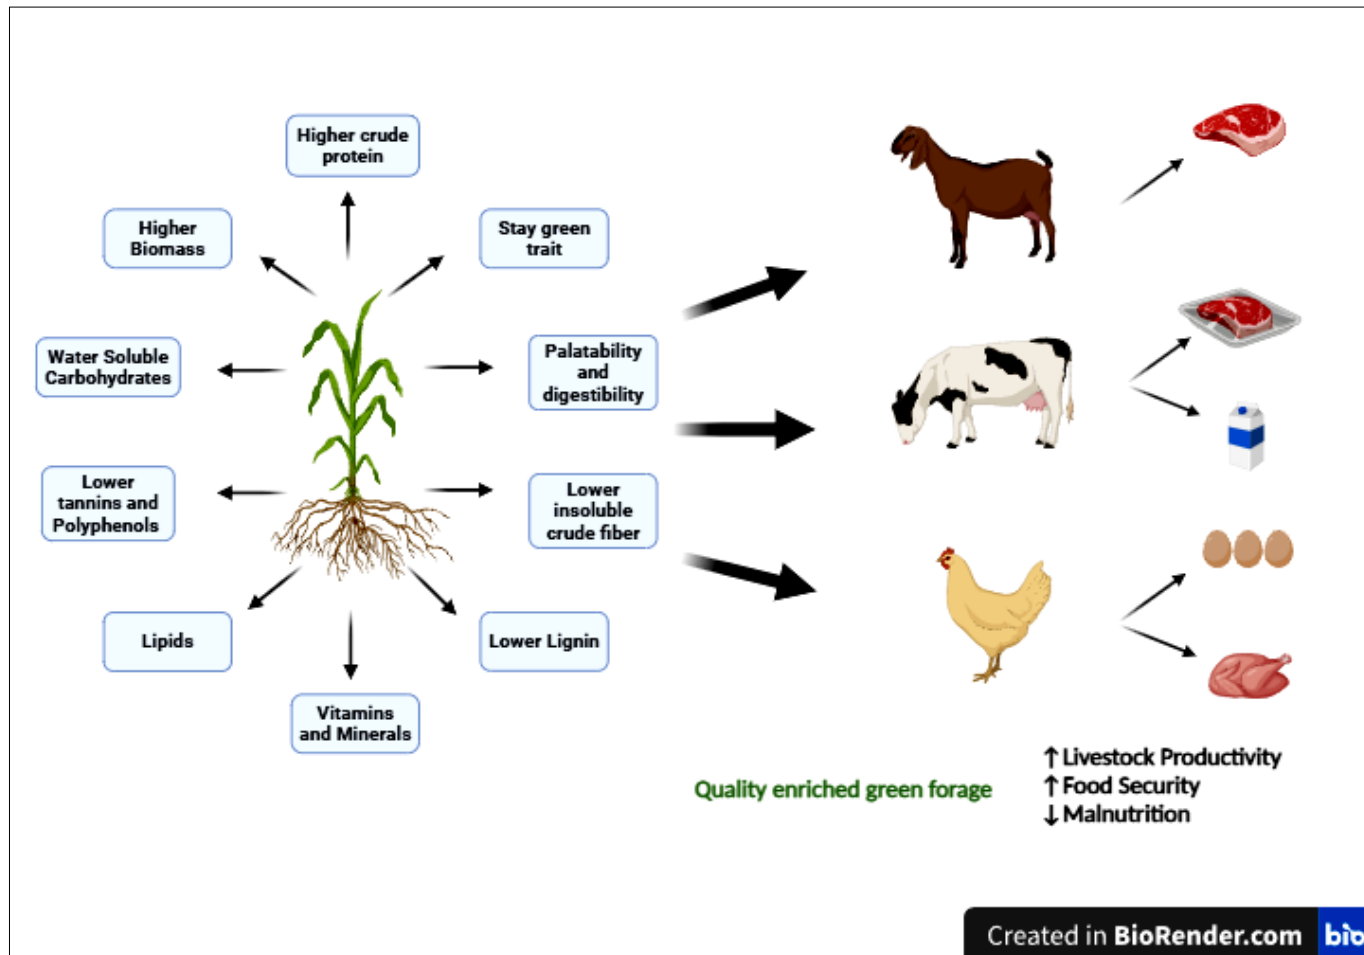 Higher crude
protein
Higher
Biomass
Stay green
trait
Water Soluble
Carbohydrates
Palatability
and
digestibility
Lower
tannins and
Polyphenols
Lower
insoluble
crude fiber
Lipids
Lower Lignin
Vitamins
and Minerals
Quality enriched green forage
↑ Livestock Productivity
↑ Food Security
↓ Malnutrition
Created in BioRender.com bio